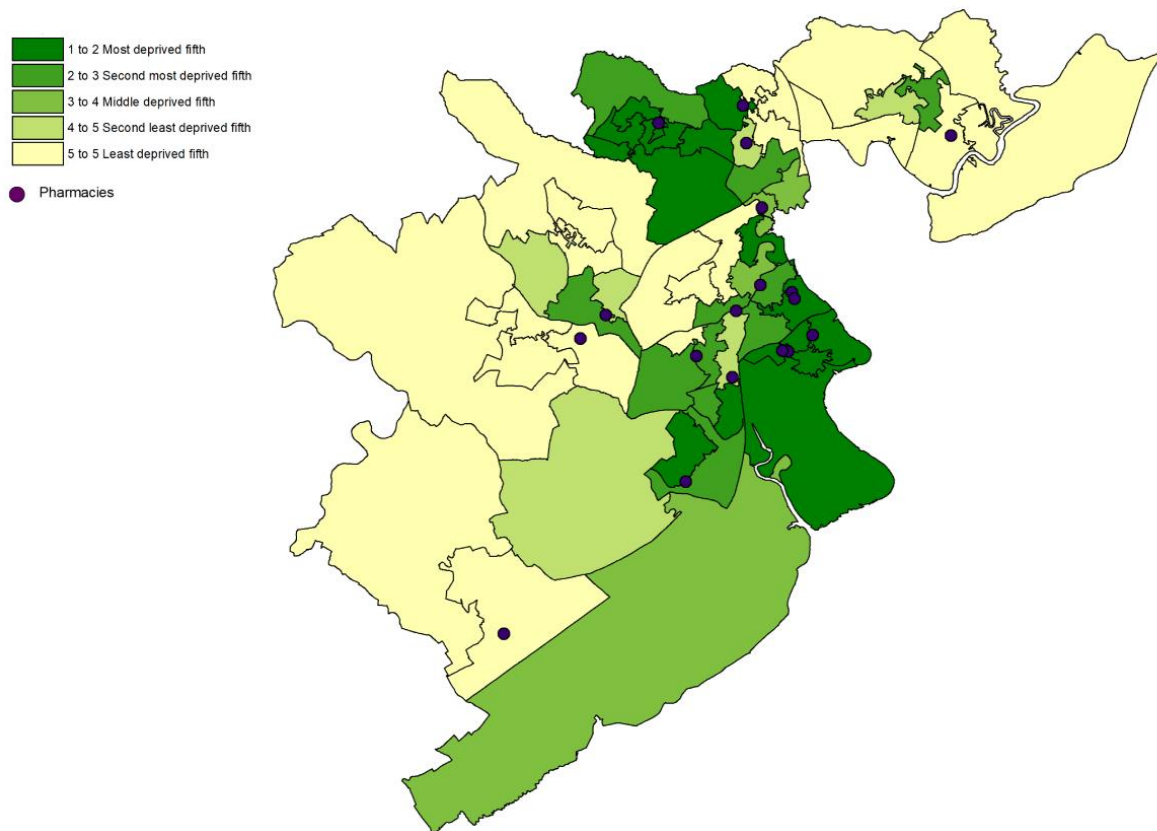 1 to 2 Most deprived fifth
2 to 3 Second most deprived fifth
3 to 4 Middle deprived fifth
4 to 5 Second least deprived fifth
5 to 5 Least deprived fifth
Pharmacies